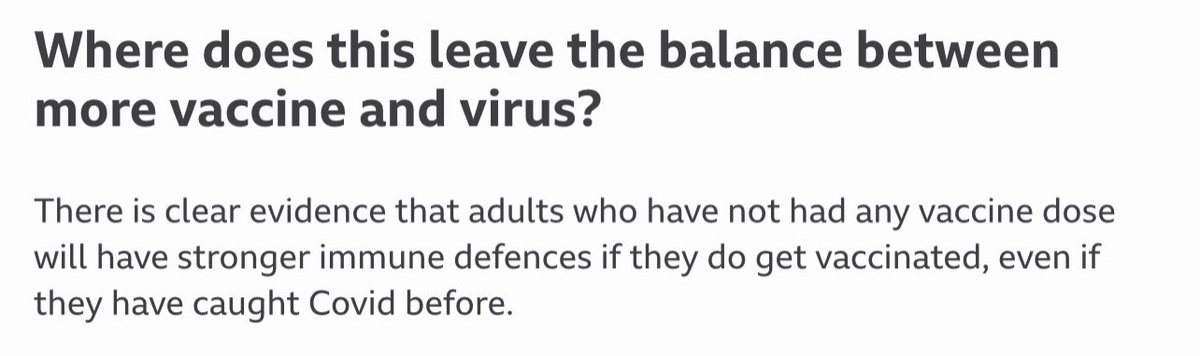 Where does this leave the balance between
more vaccine and virus?
There is clear evidence that adults who have not had any vaccine dose
will have stronger immune defences if they do get vaccinated, even if
they have caught Covid before.